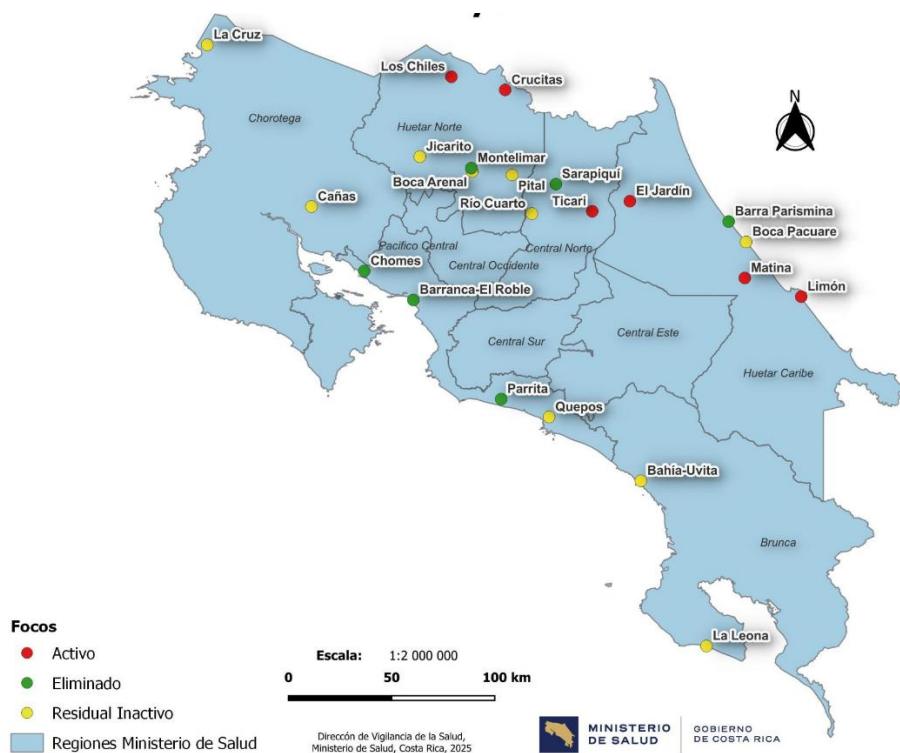 La Cruz
Los Chiles
Crucitas
N
Chorotega
Huetar Norte
Jicarito
Montelimar
Boca Arenal
Pital
Sarapiquí
Cañas
Río Cuarto
Ticari
El Jardín
Barra Parismina
Boca Pacuare
Pacífico Central
Central Norte
Chomes
Central Occidente
Matina
Limón
Barranca-El Roble
Central Sur
Central Este
Huetar Caribe
Parrita
Quepos
Bahía-Uvita
Brunca
La Leona
Focos
Activo
Eliminado
Residual Inactivo
Regiones Ministerio de Salud
Escala: 1:2 000 000
0 50 100 km
Direccón de Vigilancia de la Salud,
Ministerio de Salud, Costa Rica, 2025
MINISTERIO
DE SALUD
GOBIERNO
DE COSTA RICA